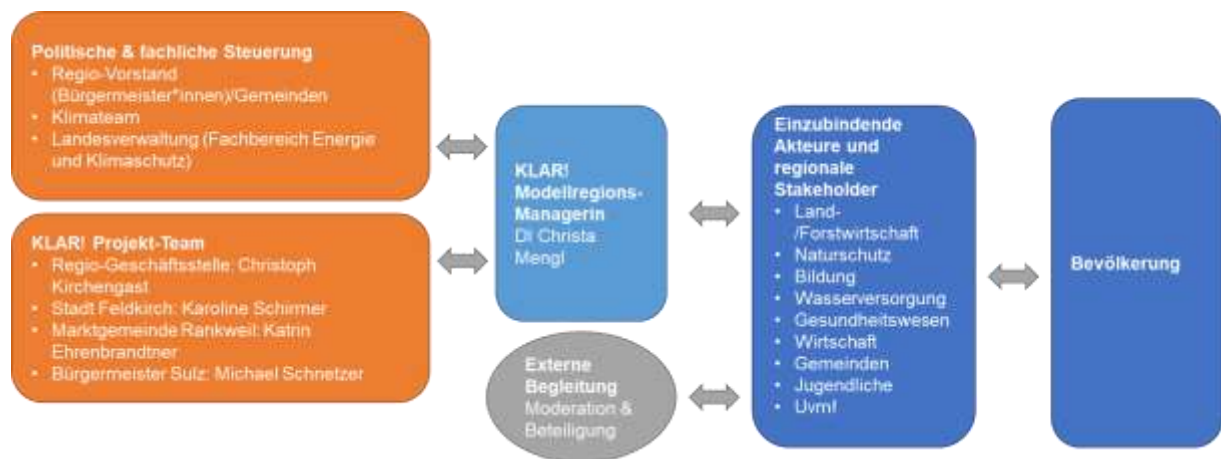 Politische & fachliche Steuerung
• Regio-Vorstand
(Bürgermeister*innen)/Gemeinden
• Klimateam
• Landesverwaltung (Fachbereich Energie
und Klimaschutz)
KLAR! Projekt-Team
• Regio-Geschäftsstelle: Christoph
Kirchengast
• Stadt Feldkirch: Karoline Schirmer
• Marktgemeinde Rankweil: Katrin
Ehrenbrandtner
• Bürgermeister Sulz: Michael Schnetzer
KLAR!
Modellregions-
Managerin
DI Christa
Mengl
Externe
Begleitung
Moderation &
Beteiligung
Einzubindende
Akteure und
regionale
Stakeholder
• Land-
/Forstwirtschaft
• Naturschutz
• Bildung
• Wasserversorgung
• Gesundheitswesen
• Wirtschaft
• Gemeinden
• Jugendliche
• Uvm!
Bevölkerung